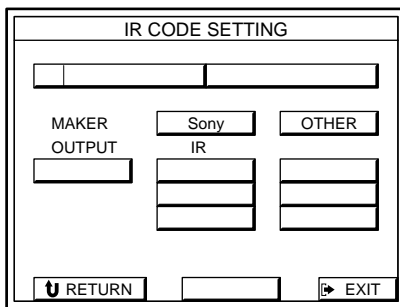 IR CODE SETTING
MAKER Sony OTHER
OUTPUT IR
RETURN EXIT